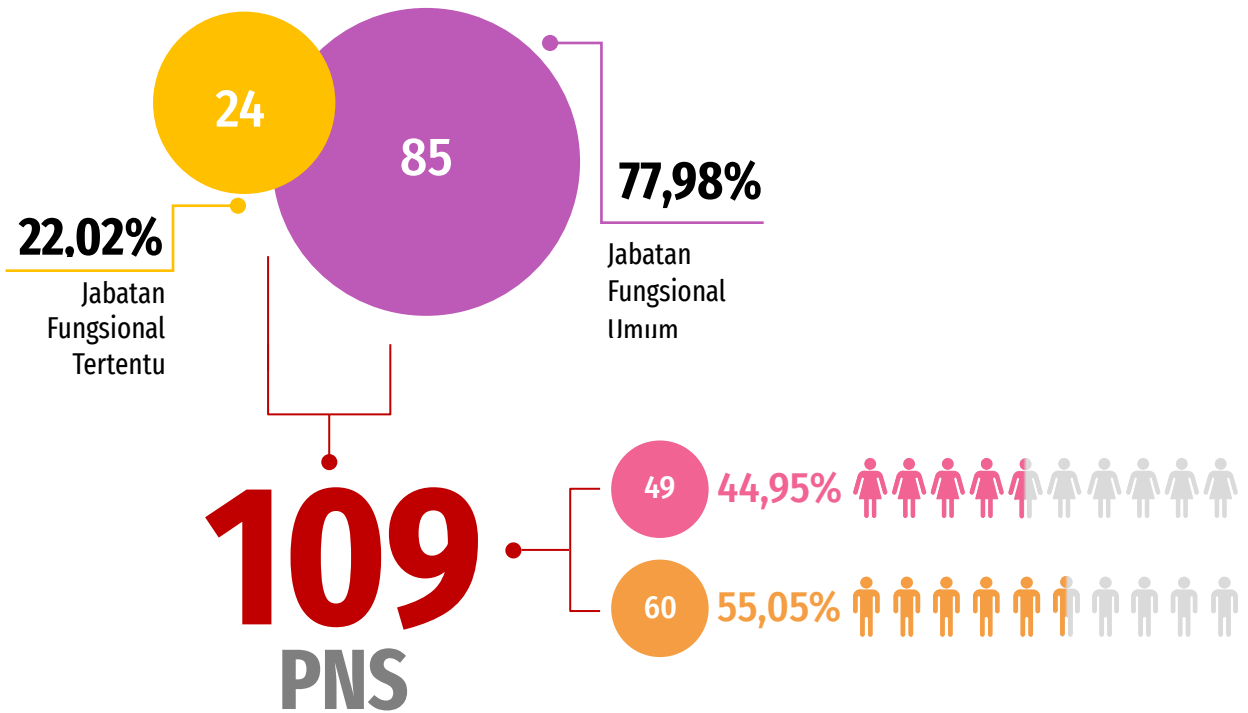 24
85
77,98%
Jabatan
Fungsional
Umum
22,02%
Jabatan
Fungsional
Tertentu
109
PNS
49
44,95%
60
55,05%